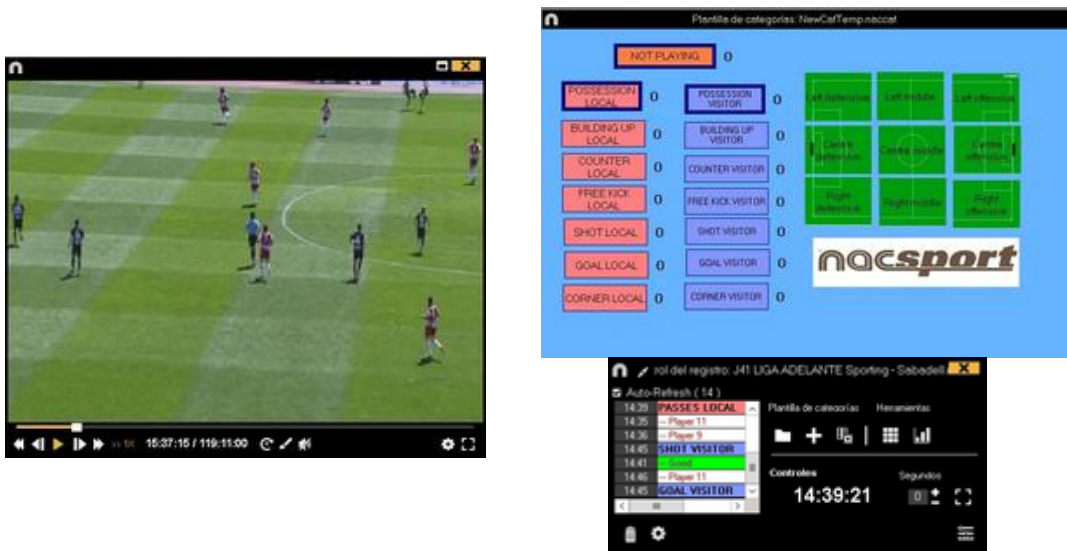 15:37:15 / 119:11:00
1X
Plantilla de categorias: NewCatTemp.naccat
NOT PLAYING 0
POSSESSION LOCAL 0
POSSESSION VISITOR 0
BUILDING UP LOCAL 0
BUILDING UP VISITOR 0
COUNTER LOCAL 0
COUNTER VISITOR 0
FREE KICK LOCAL 0
FREE KICK VISITOR 0
SHOT LOCAL 0
SHOT VISITOR 0
GOAL LOCAL 0
GOAL VISITOR 0
CORNER LOCAL 0
CORNER VISITOR 0
Left defensive
Left middle
Left offensive
Centre defensive
Centre middle
Centre offensive
Right defensive
Right middle
Right offensive
nacsport
rol del registro: J41 LIGA ADELANTE Sporting - Sabadell
Auto-Refresh ( 14 )
14:39 PASSES LOCAL
14:35 -- Player 11
14:36 -- Player 9
14:45 SHOT VISITOR
14:41 -- Good
14:46 -- Player 11
14:45 GOAL VISITOR
Plantilla de categorías
Herramientas
Controles
Segundos
14:39:21
0